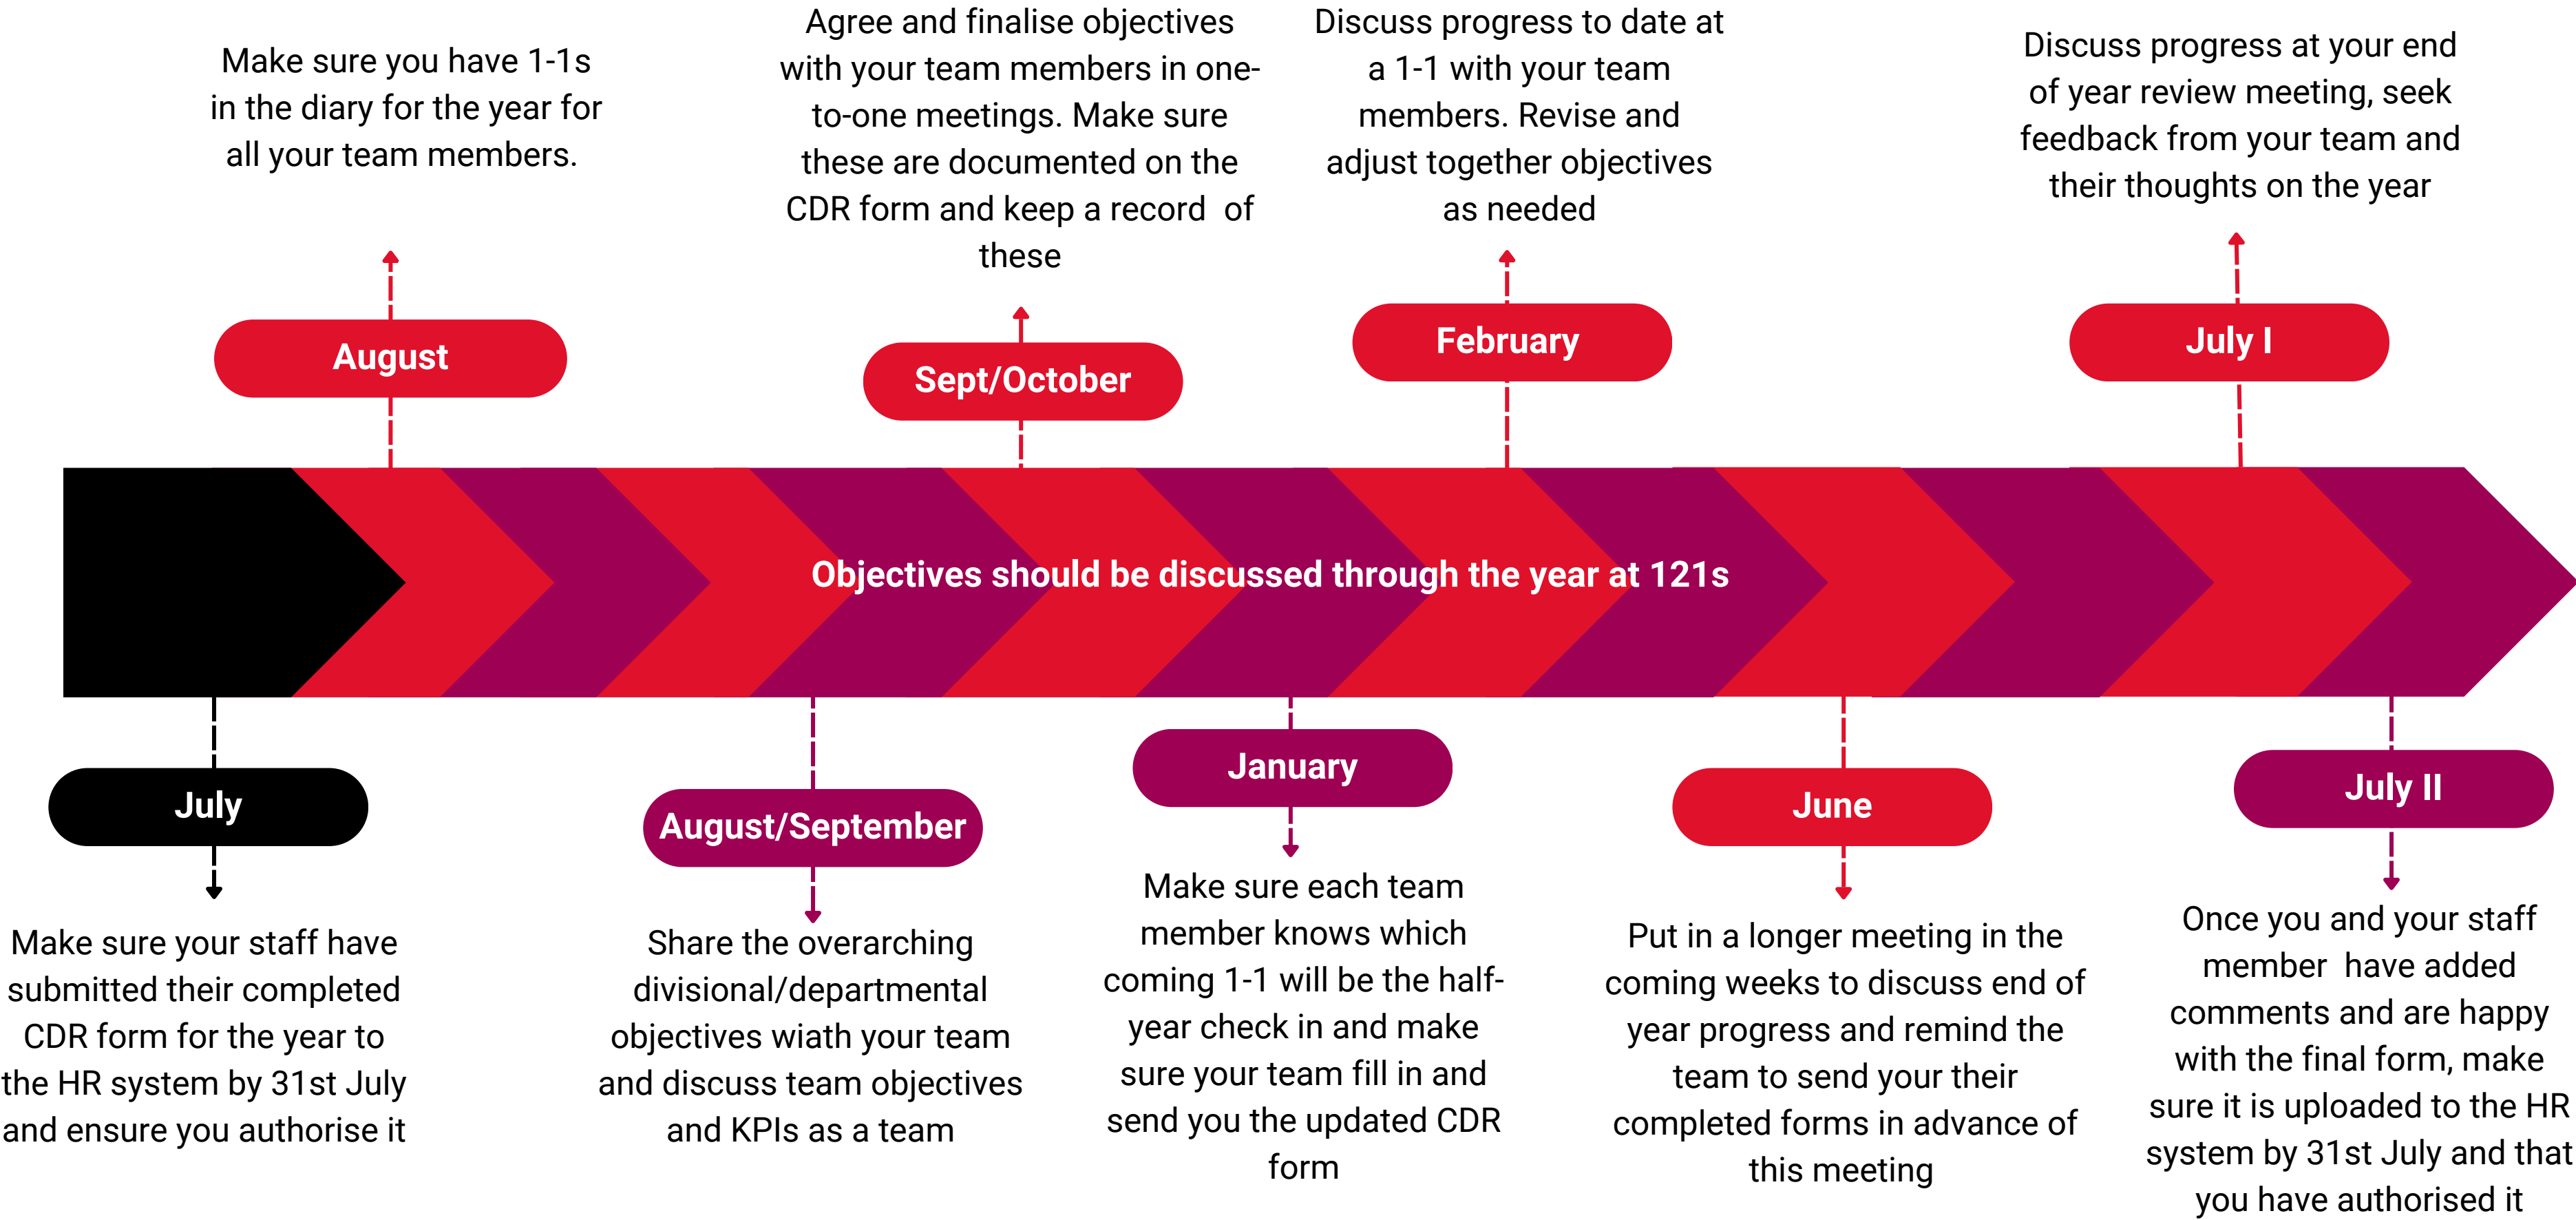 Make sure you have 1-1s
in the diary for the year for
all your team members.
August
Agree and finalise objectives
with your team members in one-
to-one meetings. Make sure
these are documented on the
CDR form and keep a record  of
these
Sept/October
Discuss progress to date at
a 1-1 with your team
members. Revise and
adjust together objectives
as needed
February
Discuss progress at your end
of year review meeting, seek
feedback from your team and
their thoughts on the year
July I
Objectives should be discussed through the year at 121s
July
Make sure your staff have
submitted their completed
CDR form for the year to
the HR system by 31st July
and ensure you authorise it
August/September
Share the overarching
divisional/departmental
objectives wiath your team
and discuss team objectives
and KPIs as a team
January
Make sure each team
member knows which
coming 1-1 will be the half-
year check in and make
sure your team fill in and
send you the updated CDR
form
June
Put in a longer meeting in the
coming weeks to discuss end of
year progress and remind the
team to send your their
completed forms in advance of
this meeting
July II
Once you and your staff
member  have added
comments and are happy
with the final form, make
sure it is uploaded to the HR
system by 31st July and that
you have authorised it